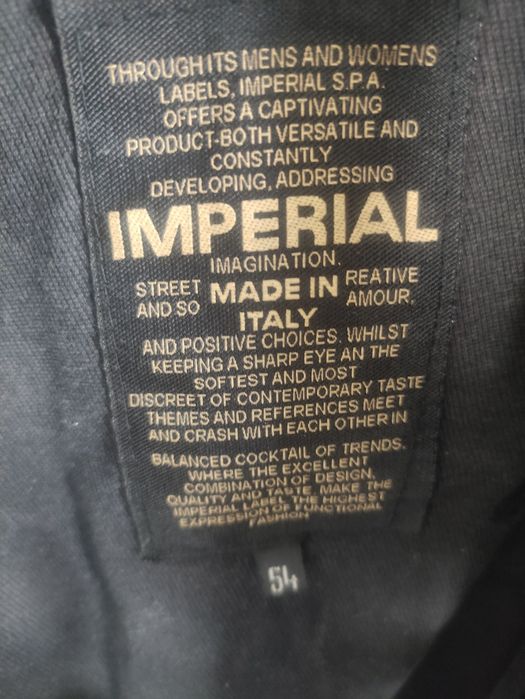 THROUGH ITS MENS AND WOMENS
LABELS, IMPERIAL S.P.A.
OFFERS A CAPTIVATING
PRODUCT-BOTH VERSATILE AND
CONSTANTLY
DEVELOPING, ADDRESSING
IMPERIAL
IMAGINATION.
STREET MADE IN REATIVE
AND SO ITALY AMOUR,
AND POSITIVE CHOICES. WHILST
KEEPING A SHARP EYE AN THE
SOFTEST AND MOST
DISCREET OF CONTEMPORARY TASTE
THEMES AND REFERENCES MEET
AND CRASH WITH EACH OTHER IN
BALANCED COCKTAIL OF TRENDS.
WHERE THE EXCELLENT
COMBINATION OF DESIGN,
QUALITY AND TASTE, MAKE THE
IMPERIAL LABEL THE HIGHEST
EXPRESSION OF FUNCTIONAL
FASHION
54